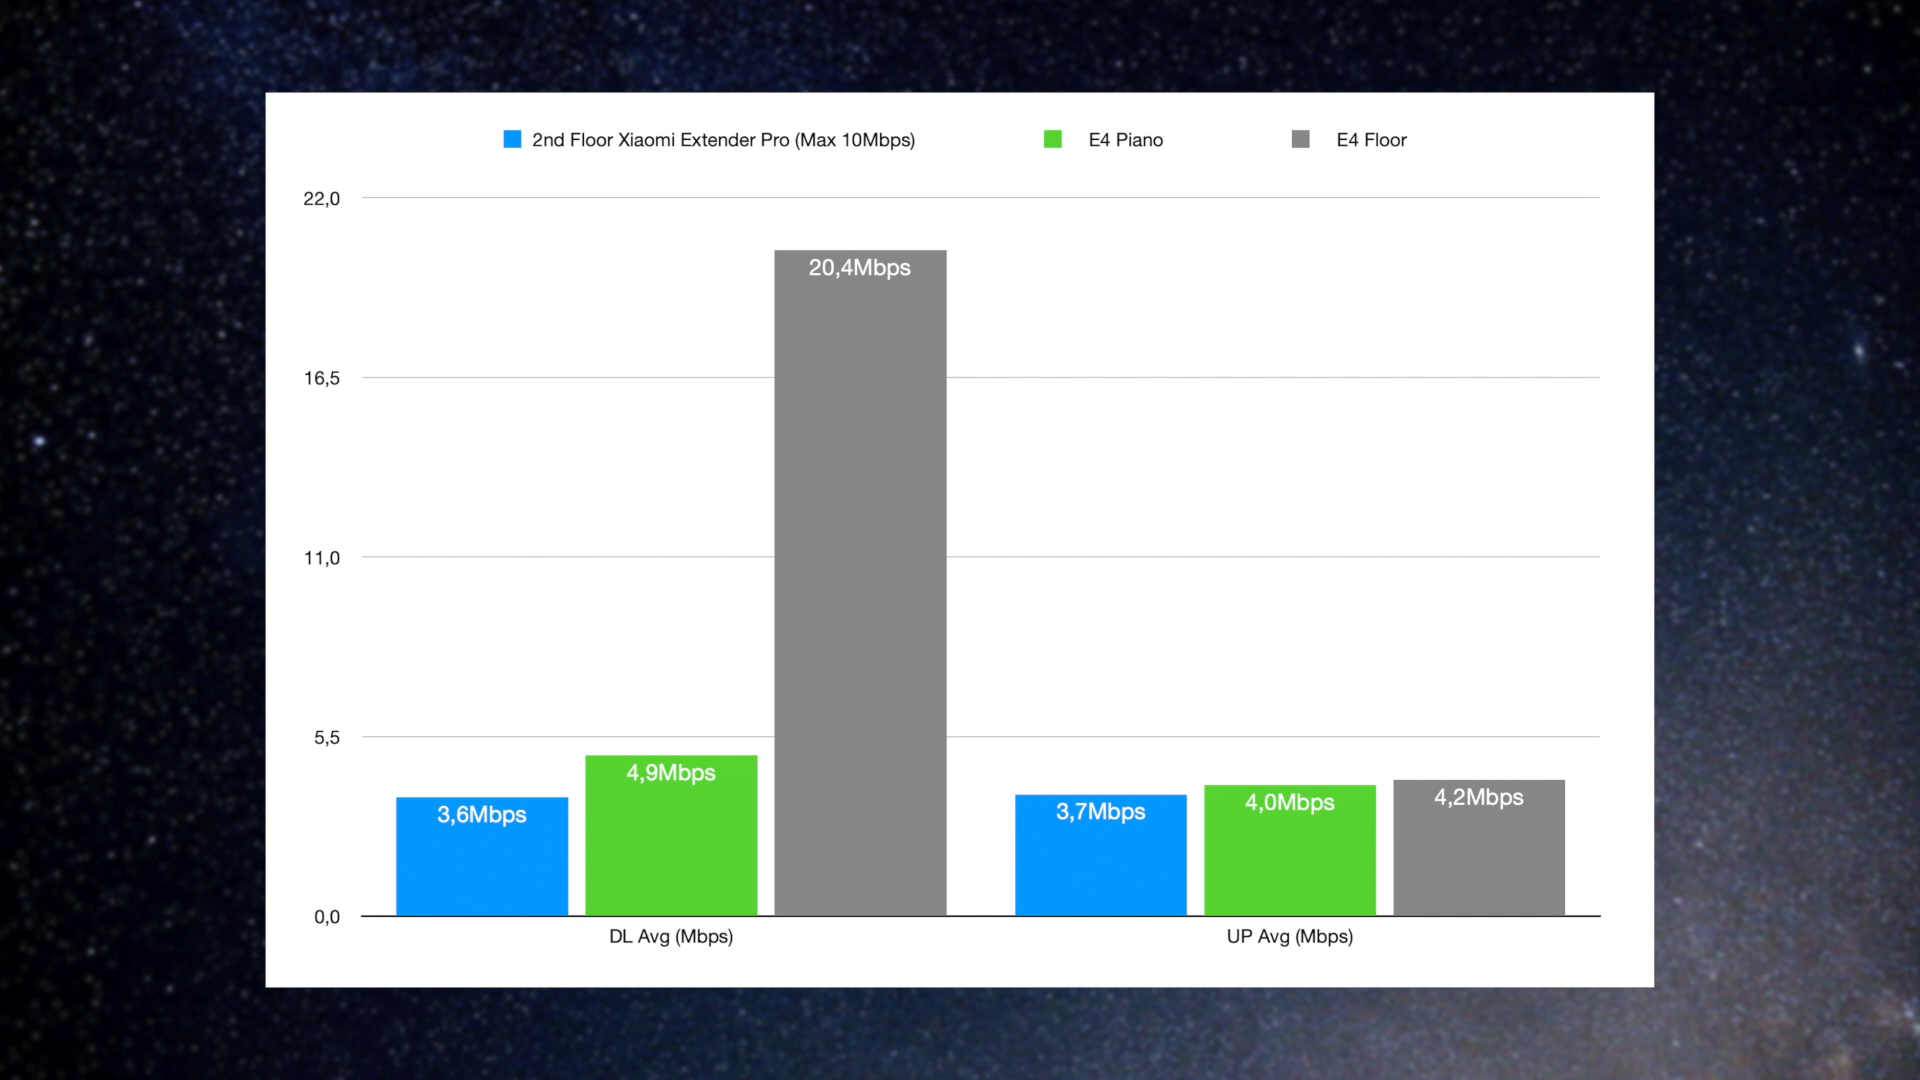 2nd Floor Xiaomi Extender Pro (Max 10Mbps) E4 Piano E4 Floor
22,0
20,4Mbps
16,5
11,0
5,5
4,9Mbps
3,6Mbps
3,7Mbps
4,0Mbps
4,2Mbps
0,0
DL Avg (Mbps) UP Avg (Mbps)